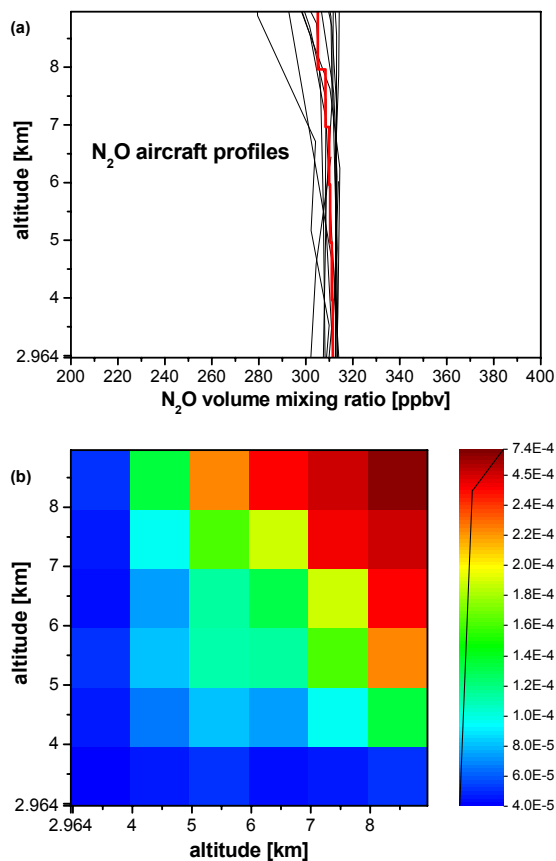 (a)
8
7
6
5
4
2.964
altitude [km]
N₂O aircraft profiles
200 220 240 260 280 300 320 340 360 380 400
N₂O volume mixing ratio [ppbv]
(b)
8
7
6
5
4
2.964
altitude [km]
2.964 4 5 6 7 8
altitude [km]
7.4E-4
4.5E-4
2.4E-4
2.2E-4
2.0E-4
1.8E-4
1.6E-4
1.4E-4
1.2E-4
1.0E-4
8.0E-5
6.0E-5
4.0E-5